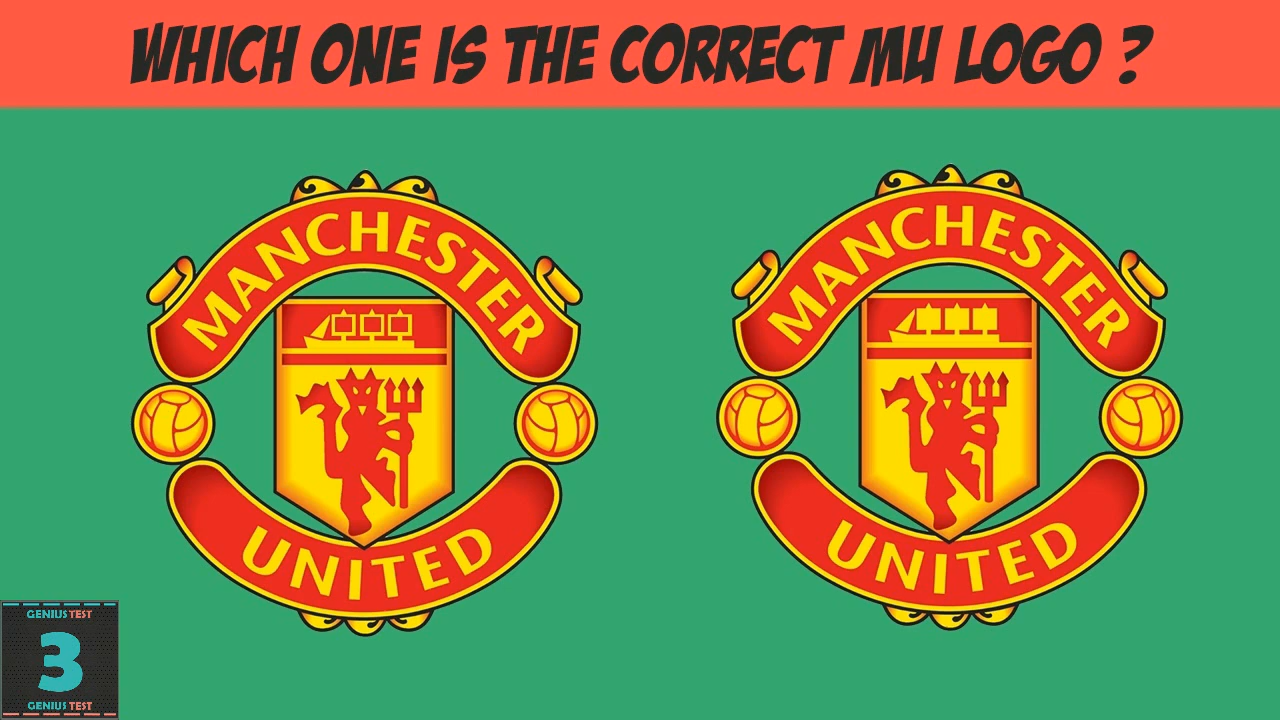 WHICH ONE IS THE CORRECT MU LOGO ?
MANCHESTER
UNITED
MANCHESTER
UNITED
GENIUS TEST
3
GENIUS TEST